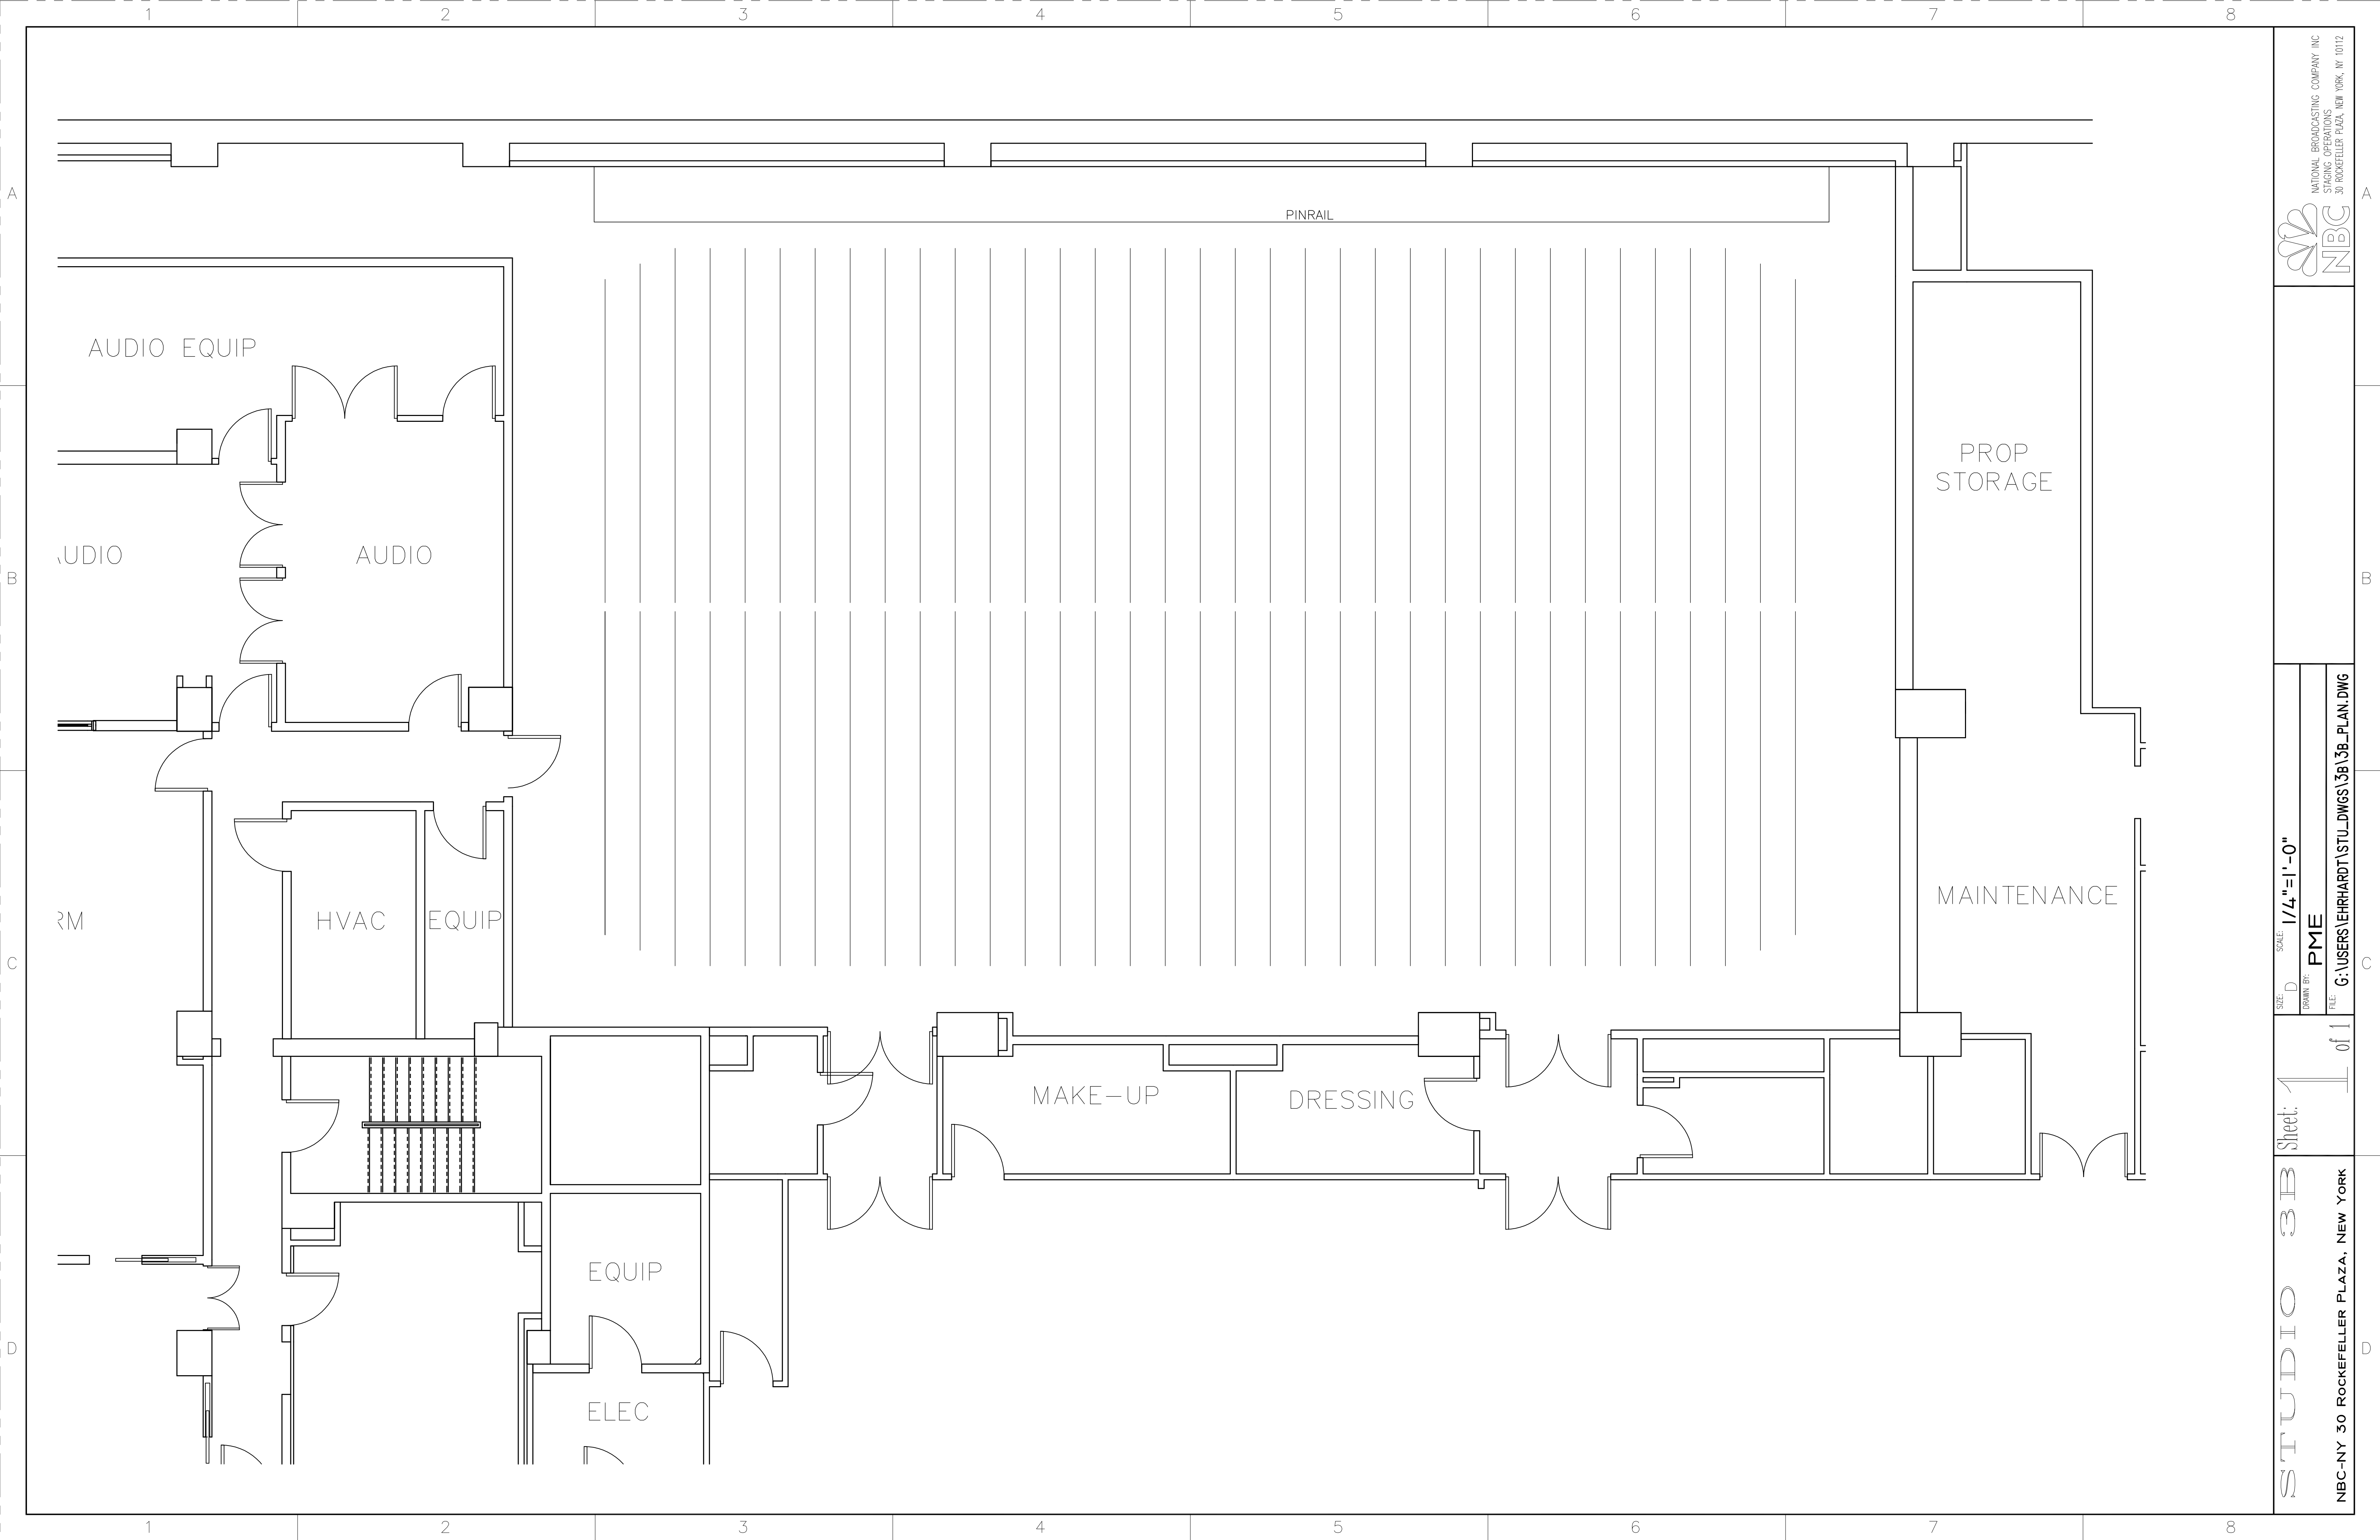 1 2 3 4 5 6 7 8
A
A
PINRAIL
AUDIO EQUIP
PROP
STORAGE
B
B
AUDIO
AUDIO
MAINTENANCE
RM
HVAC
EQUIP
C
C
MAKE-UP
DRESSING
EQUIP
D
D
ELEC
1 2 3 4 5 6 7 8
NBC
NATIONAL BROADCASTING COMPANY INC
STAGING OPERATIONS
30 ROCKEFELLER PLAZA, NEW YORK, NY 10112
SIZE: D
SCALE: 1/4"=1'-0"
DRAWN BY: PME
FILE: G:\USERS\EHRHARDT\STU_DWGS\3B\3B_PLAN.DWG
Sheet: 1 of 1
STUDIO 3B
NBC-NY 30 ROCKEFELLER PLAZA, NEW YORK